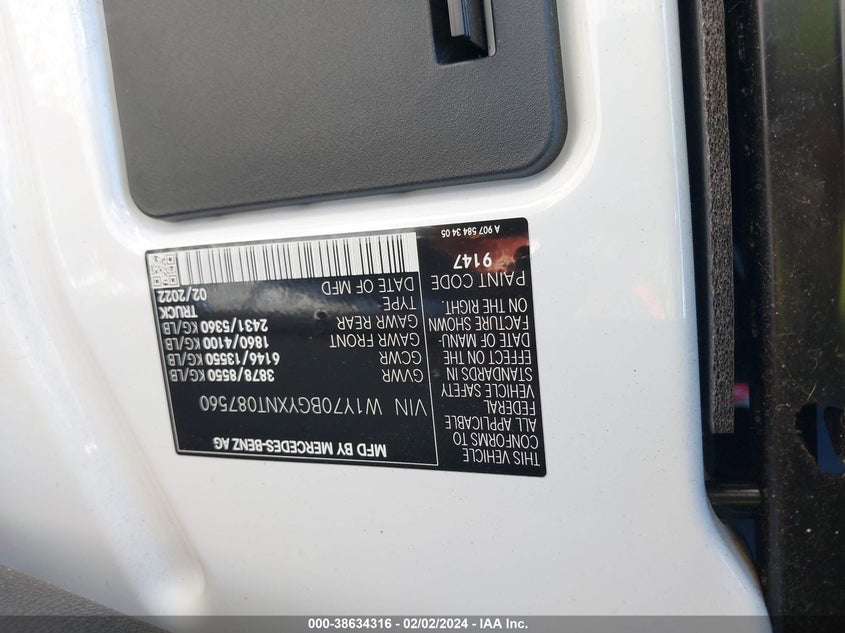 MFD BY MERCEDES-BENZ AG
VIN W1Y70BGYXNT087560
GVWR 3878/8550 KG/LB
GCWR 6146/13550 KG/LB
GAWR FRONT 1860/4100 KG/LB
GAWR REAR 2431/5360 KG/LB
TYPE TRUCK
DATE OF MFD 02/2022
THIS VEHICLE
CONFORMS TO
ALL APPLICABLE
FEDERAL
VEHICLE SAFETY
STANDARDS IN
EFFECT ON THE
DATE OF MANU-
FACTURE SHOWN
ON THE RIGHT.
PAINT CODE
9147
A 907 584 34 05
000-38634316 - 02/02/2024 - IAA Inc.